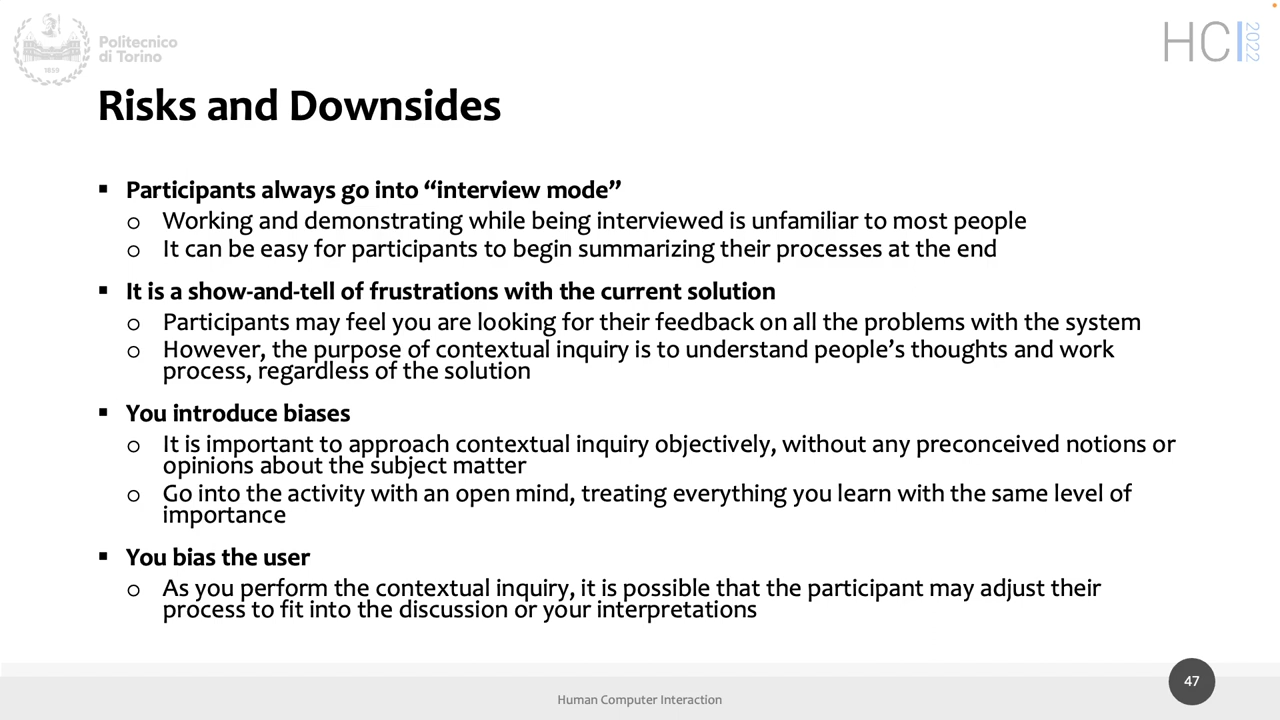 Politecnico
di Torino
1859
HCI 2022
Risks and Downsides
▪ Participants always go into “interview mode”
o Working and demonstrating while being interviewed is unfamiliar to most people
o It can be easy for participants to begin summarizing their processes at the end
▪ It is a show-and-tell of frustrations with the current solution
o Participants may feel you are looking for their feedback on all the problems with the system
o However, the purpose of contextual inquiry is to understand people’s thoughts and work
process, regardless of the solution
▪ You introduce biases
o It is important to approach contextual inquiry objectively, without any preconceived notions or
opinions about the subject matter
o Go into the activity with an open mind, treating everything you learn with the same level of
importance
▪ You bias the user
o As you perform the contextual inquiry, it is possible that the participant may adjust their
process to fit into the discussion or your interpretations
Human Computer Interaction
47